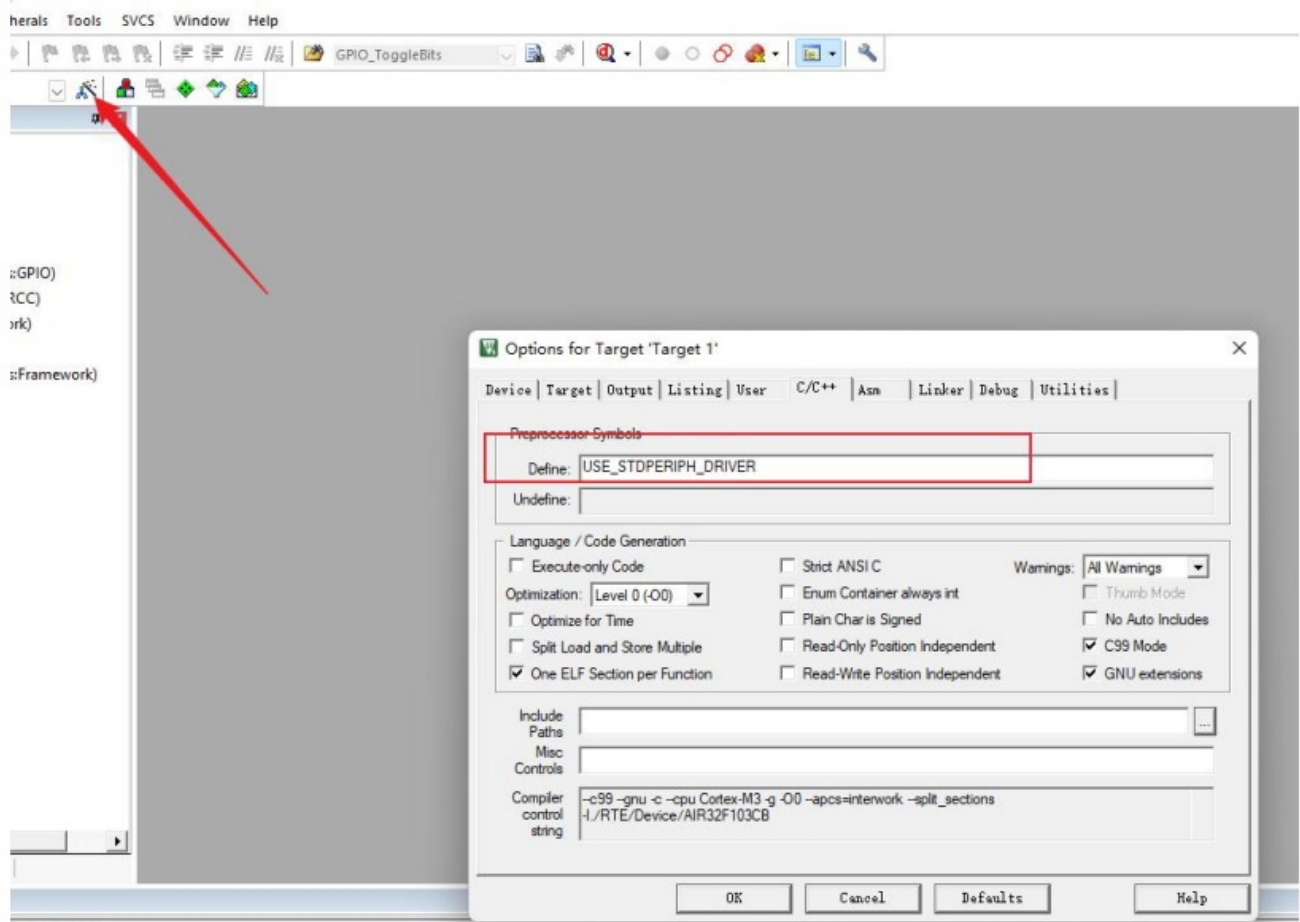 herals Tools SVCS Window Help
GPIO_ToggleBits
s:GPIO)
RCC)
ork)
s:Framework)
Options for Target 'Target 1'
Device Target Output Listing User C/C++ Asm Linker Debug Utilities
Preprocessor Symbols
Define: USE_STDPERIPH_DRIVER
Undefine:
Language / Code Generation
Execute-only Code Strict ANSI C Warnings: All Warnings
Optimization: Level 0 (-O0) Enum Container always int Thumb Mode
Optimize for Time Plain Char is Signed No Auto Includes
Split Load and Store Multiple Read-Only Position Independent C99 Mode
One ELF Section per Function Read-Write Position Independent GNU extensions
Include
Paths
...
Misc
Controls
Compiler
control
string
--c99 --gnu -c --cpu Cortex-M3 -g -O0 --apcs=interwork --split_sections
-I./RTE/Device/AIR32F103CB
OK Cancel Defaults Help